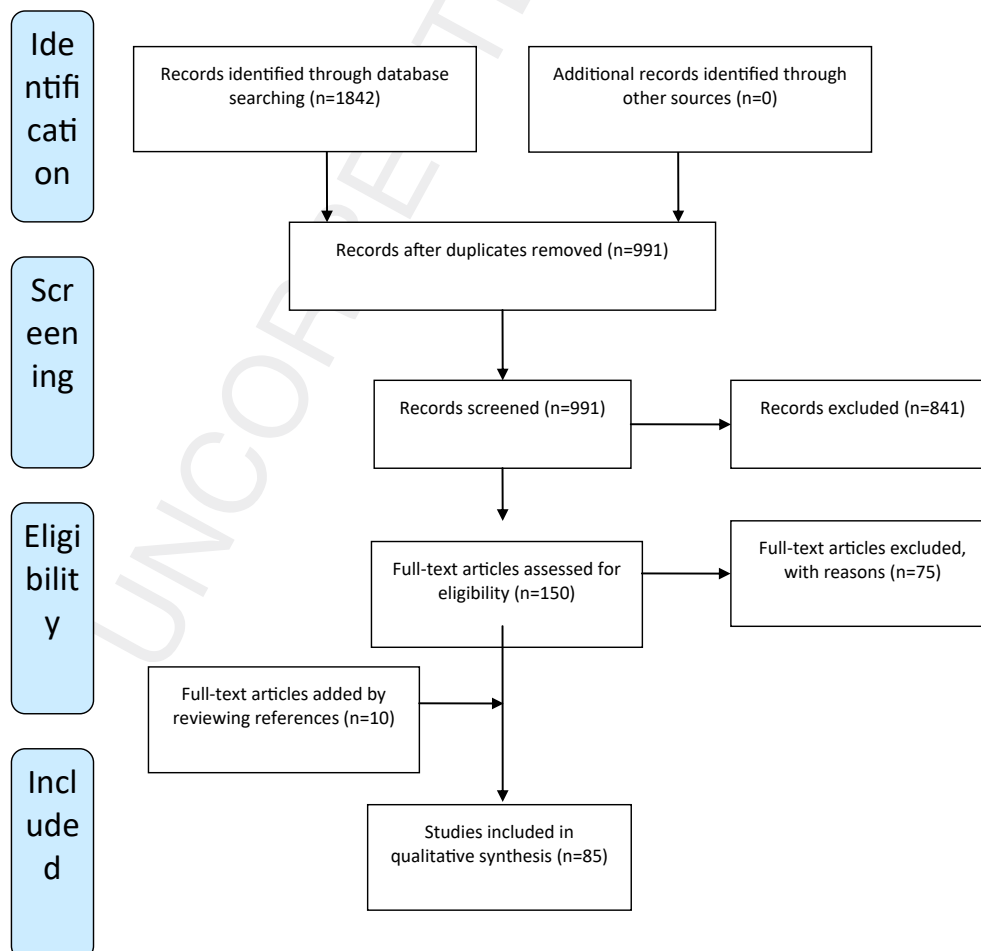 Ide
ntifi
cati
on
Records identified through database
searching (n=1842)
Additional records identified through
other sources (n=0)
Records after duplicates removed (n=991)
Scr
een
ing
Records screened (n=991)
Records excluded (n=841)
Eligi
bilit
y
Full-text articles assessed for
eligibility (n=150)
Full-text articles excluded,
with reasons (n=75)
Full-text articles added by
reviewing references (n=10)
Incl
ude
d
Studies included in
qualitative synthesis (n=85)